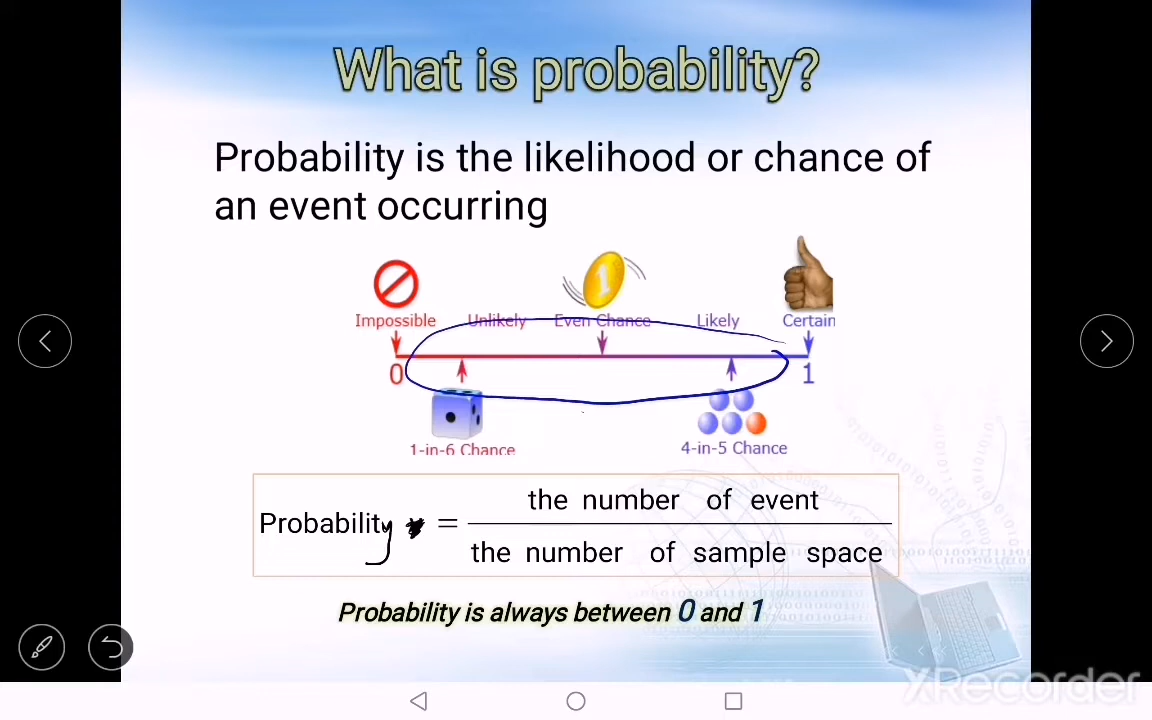 What is probability?
Probability is the likelihood or chance of
an event occurring
1
Impossible Unlikely Even Chance Likely Certain
0 1
1-in-6 Chance 4-in-5 Chance
the number of event
Probability =
the number of sample space
Probability is always between 0 and 1
XRecorder